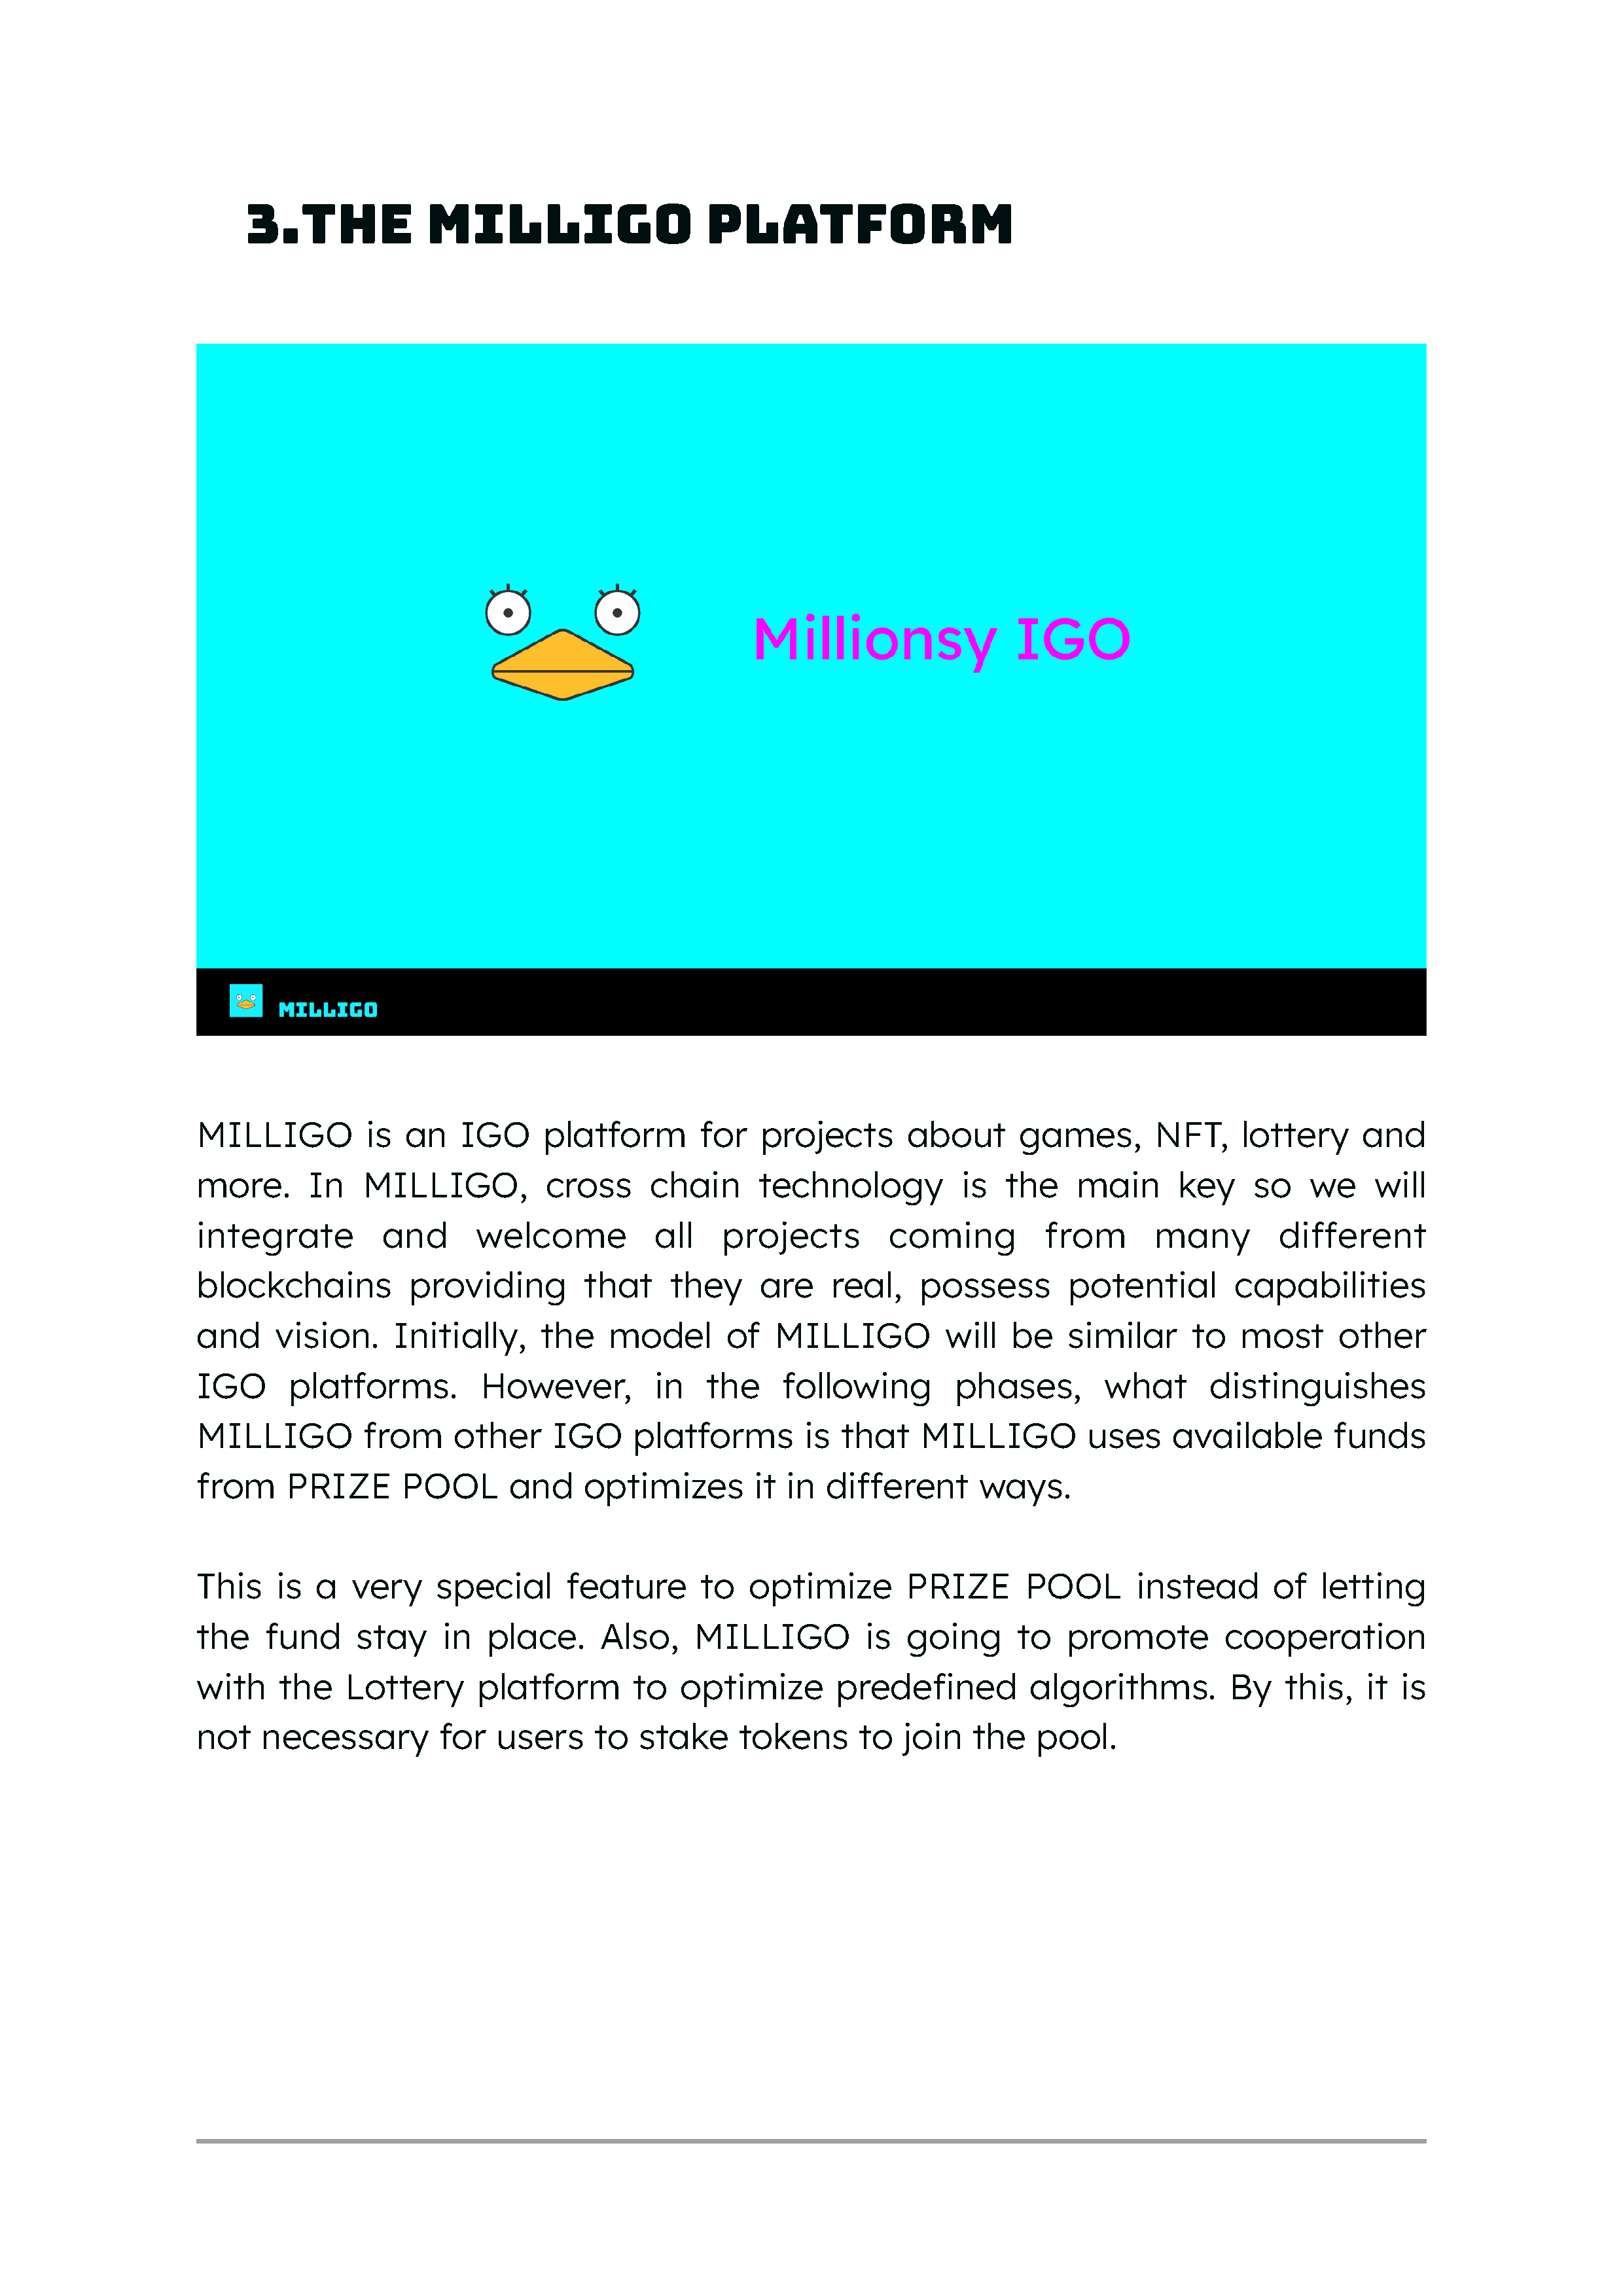 3.THE MILLIGO PLATFORM
Millionsy IGO
MILLIGO
MILLIGO is an IGO platform for projects about games, NFT, lottery and
more. In MILLIGO, cross chain technology is the main key so we will
integrate and welcome all projects coming from many different
blockchains providing that they are real, possess potential capabilities
and vision. Initially, the model of MILLIGO will be similar to most other
IGO platforms. However, in the following phases, what distinguishes
MILLIGO from other IGO platforms is that MILLIGO uses available funds
from PRIZE POOL and optimizes it in different ways.
This is a very special feature to optimize PRIZE POOL instead of letting
the fund stay in place. Also, MILLIGO is going to promote cooperation
with the Lottery platform to optimize predefined algorithms. By this, it is
not necessary for users to stake tokens to join the pool.